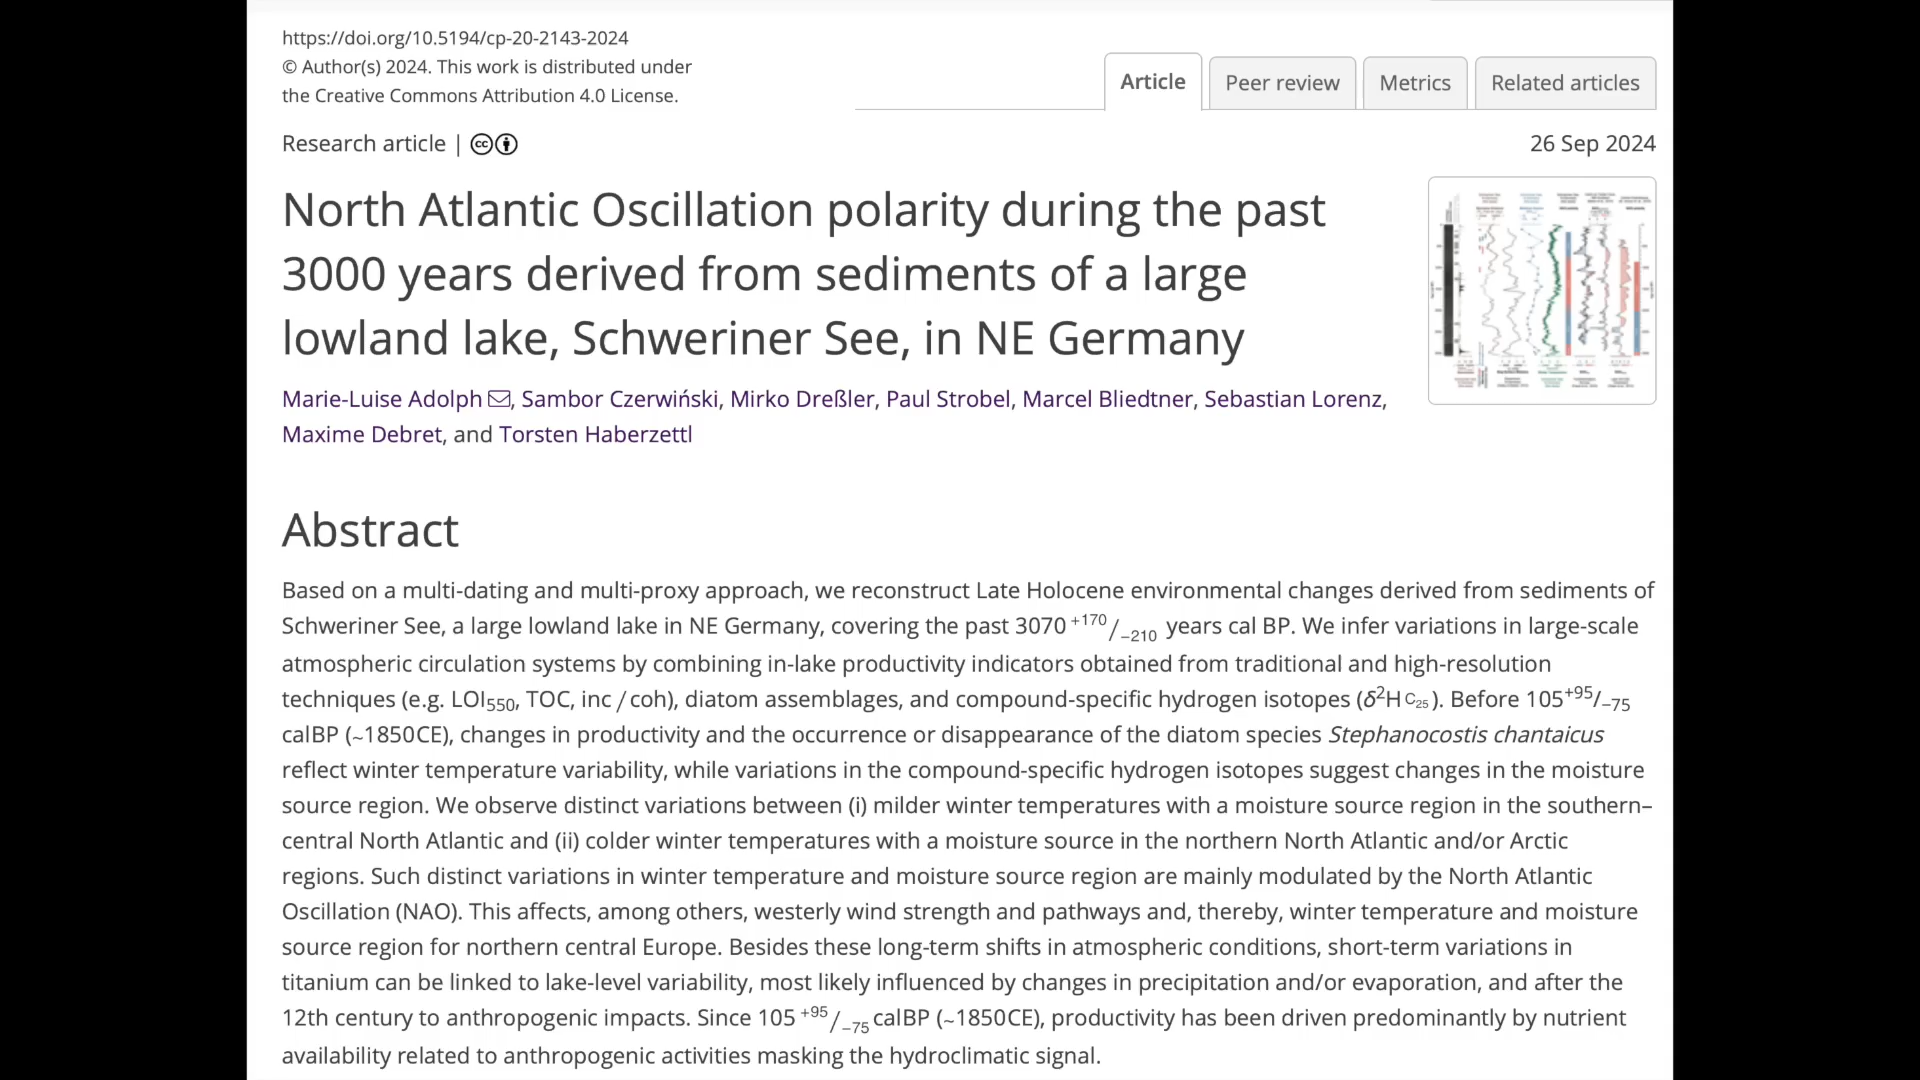 https://doi.org/10.5194/cp-20-2143-2024
© Author(s) 2024. This work is distributed under
the Creative Commons Attribution 4.0 License.
Article
Peer review
Metrics
Related articles
Research article |
26 Sep 2024
North Atlantic Oscillation polarity during the past
3000 years derived from sediments of a large
lowland lake, Schweriner See, in NE Germany
Marie-Luise Adolph, Sambor Czerwiński, Mirko Dreßler, Paul Strobel, Marcel Bliedtner, Sebastian Lorenz,
Maxime Debret, and Torsten Haberzettl
Abstract
Based on a multi-dating and multi-proxy approach, we reconstruct Late Holocene environmental changes derived from sediments of
Schweriner See, a large lowland lake in NE Germany, covering the past 3070 +170/−210 years cal BP. We infer variations in large-scale
atmospheric circulation systems by combining in-lake productivity indicators obtained from traditional and high-resolution
techniques (e.g. LOI550, TOC, inc / coh), diatom assemblages, and compound-specific hydrogen isotopes (δ2H C25). Before 105+95/−75
calBP (~1850CE), changes in productivity and the occurrence or disappearance of the diatom species Stephanocostis chantaicus
reflect winter temperature variability, while variations in the compound-specific hydrogen isotopes suggest changes in the moisture
source region. We observe distinct variations between (i) milder winter temperatures with a moisture source region in the southern–
central North Atlantic and (ii) colder winter temperatures with a moisture source in the northern North Atlantic and/or Arctic
regions. Such distinct variations in winter temperature and moisture source region are mainly modulated by the North Atlantic
Oscillation (NAO). This affects, among others, westerly wind strength and pathways and, thereby, winter temperature and moisture
source region for northern central Europe. Besides these long-term shifts in atmospheric conditions, short-term variations in
titanium can be linked to lake-level variability, most likely influenced by changes in precipitation and/or evaporation, and after the
12th century to anthropogenic impacts. Since 105 +95/−75 calBP (~1850CE), productivity has been driven predominantly by nutrient
availability related to anthropogenic activities masking the hydroclimatic signal.